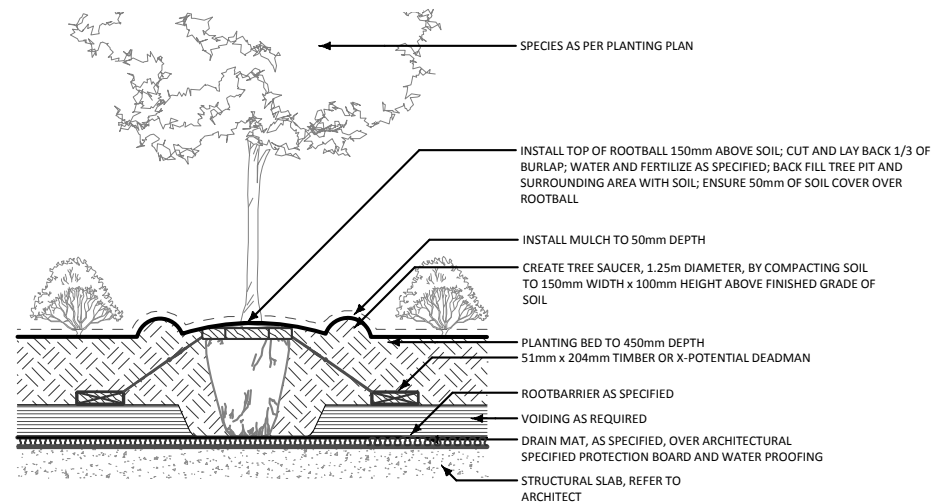 SPECIES AS PER PLANTING PLAN
INSTALL TOP OF ROOTBALL 150mm ABOVE SOIL; CUT AND LAY BACK 1/3 OF
BURLAP; WATER AND FERTILIZE AS SPECIFIED; BACK FILL TREE PIT AND
SURROUNDING AREA WITH SOIL; ENSURE 50mm OF SOIL COVER OVER
ROOTBALL
INSTALL MULCH TO 50mm DEPTH
CREATE TREE SAUCER, 1.25m DIAMETER, BY COMPACTING SOIL
TO 150mm WIDTH x 100mm HEIGHT ABOVE FINISHED GRADE OF
SOIL
PLANTING BED TO 450mm DEPTH
51mm x 204mm TIMBER OR X-POTENTIAL DEADMAN
ROOTBARRIER AS SPECIFIED
VOIDING AS REQUIRED
DRAIN MAT, AS SPECIFIED, OVER ARCHITECTURAL
SPECIFIED PROTECTION BOARD AND WATER PROOFING
STRUCTURAL SLAB, REFER TO
ARCHITECT